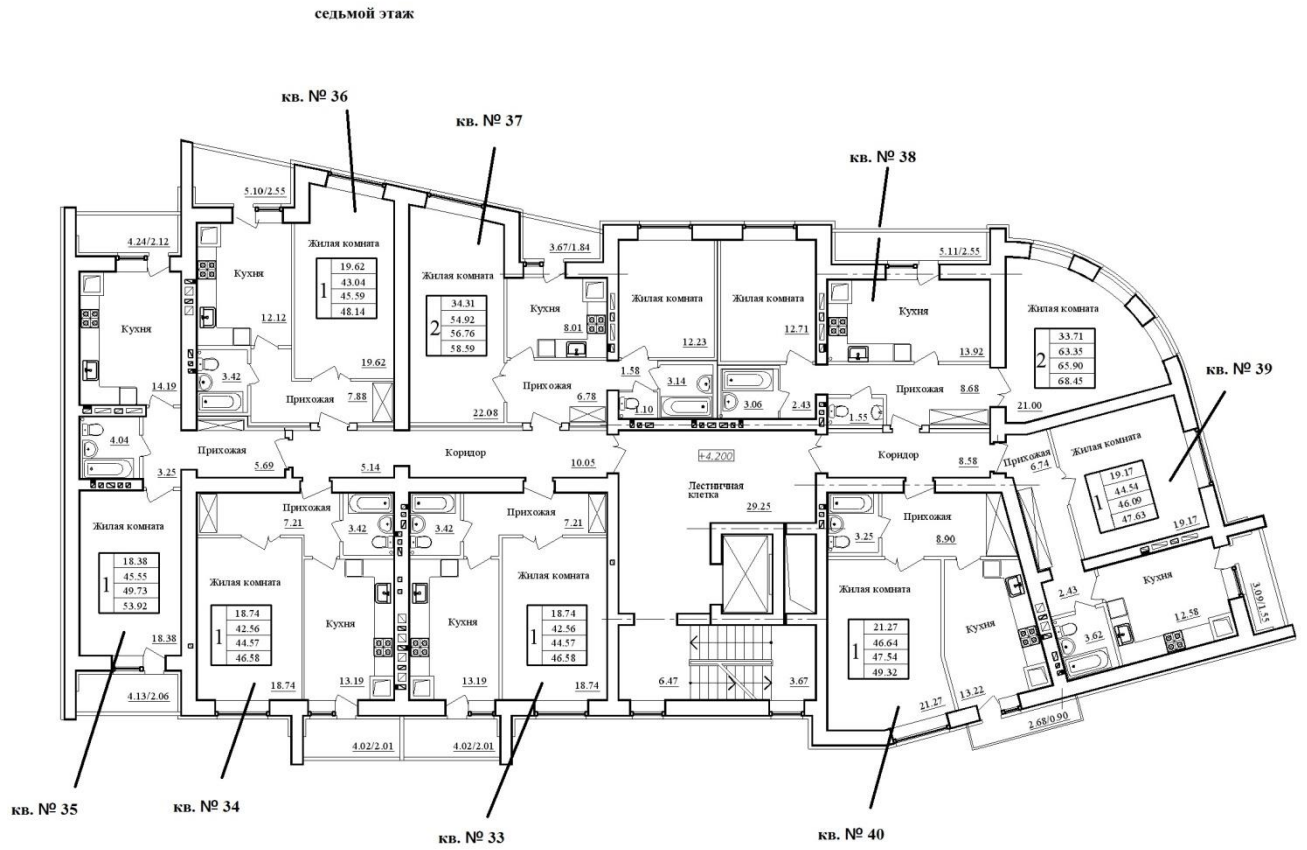 седьмой этаж
кв. № 36
кв. № 37
кв. № 38
кв. № 39
5.10/2.55
4.24/2.12
3.67/1.84
5.11/2.55
Кухня
14.19
4.04
3.25
Прихожая
5.69
Жилая комната
1
18.38
45.55
49.73
53.92
18.38
4.13/2.06
Кухня
12.12
3.42
Жилая комната
1
19.62
43.04
45.59
48.14
19.62
Прихожая
7.88
Жилая комната
2
34.31
54.92
56.76
58.59
22.08
Кухня
8.01
Прихожая
6.78
1.58
1.10
3.14
Жилая комната
12.23
Жилая комната
12.71
3.06
2.43
Кухня
13.92
Прихожая
8.68
1.55
Жилая комната
2
33.71
63.35
65.90
68.45
21.00
5.14
Коридор
10.05
+4,200
Лестничная
клетка
29.25
Коридор
8.58
Прихожая
6.74
Жилая комната
1
19.17
44.54
46.09
47.63
19.17
2.43
3.62
Кухня
12.58
3.09/1.55
Прихожая
7.21
3.42
Жилая комната
1
18.74
42.56
44.57
46.58
18.74
Кухня
13.19
4.02/2.01
3.42
Прихожая
7.21
Кухня
13.19
Жилая комната
1
18.74
42.56
44.57
46.58
18.74
4.02/2.01
6.47
3.67
3.25
Прихожая
8.90
Жилая комната
1
21.27
46.64
47.54
49.32
21.27
Кухня
13.22
2.68/0.90
кв. № 35
кв. № 34
кв. № 33
кв. № 40